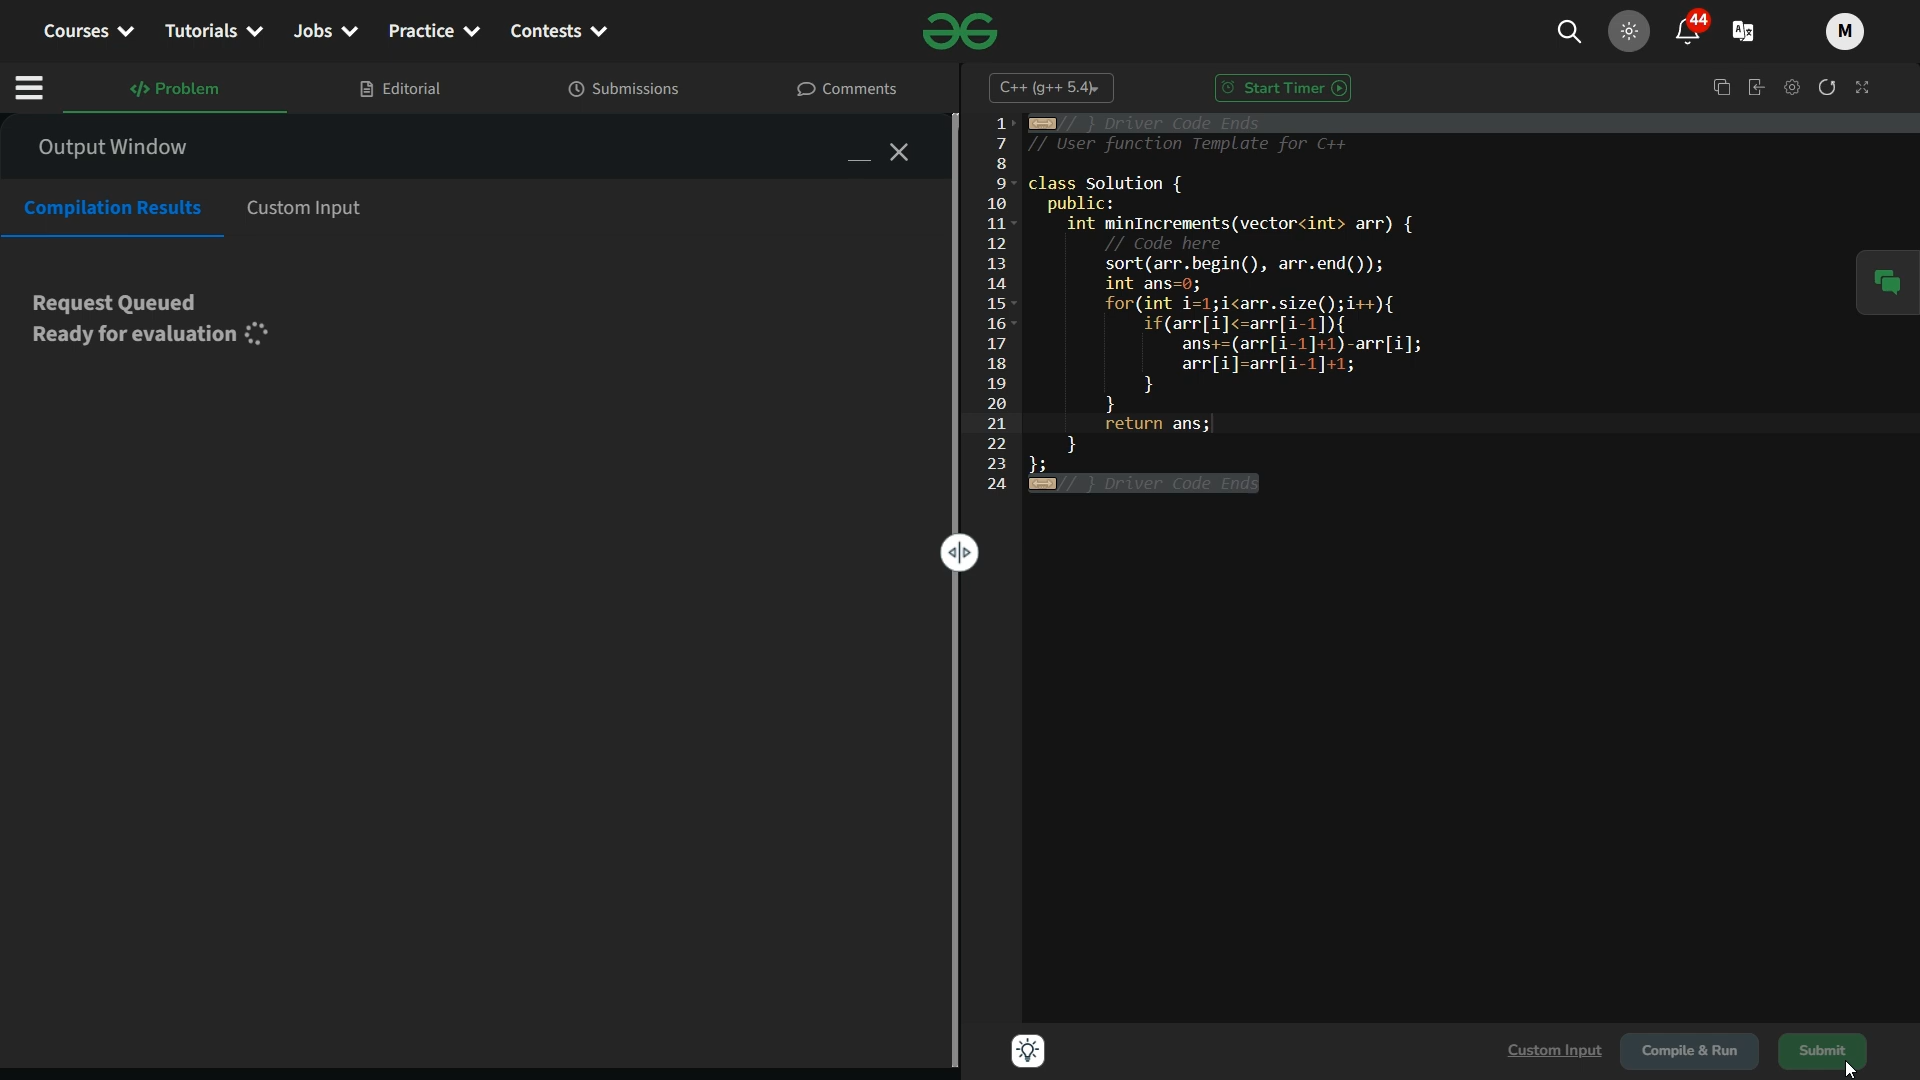 Courses Tutorials Jobs Practice Contests 44 M
Problem Editorial Submissions Comments
C++ (g++ 5.4) Start Timer
Output Window
Compilation Results Custom Input
Request Queued
Ready for evaluation
1 // } Driver Code Ends
7 // User function Template for C++
8
9 class Solution {
10 public:
11 int minIncrements(vector<int> arr) {
12 // Code here
13 sort(arr.begin(), arr.end());
14 int ans=0;
15 for(int i=1;i<arr.size();i++){
16 if(arr[i]<=arr[i-1]){
17 ans+=(arr[i-1]+1)-arr[i];
18 arr[i]=arr[i-1]+1;
19 }
20 }
21 return ans;
22 }
23 };
24 // } Driver Code Ends
Custom Input Compile & Run Submit